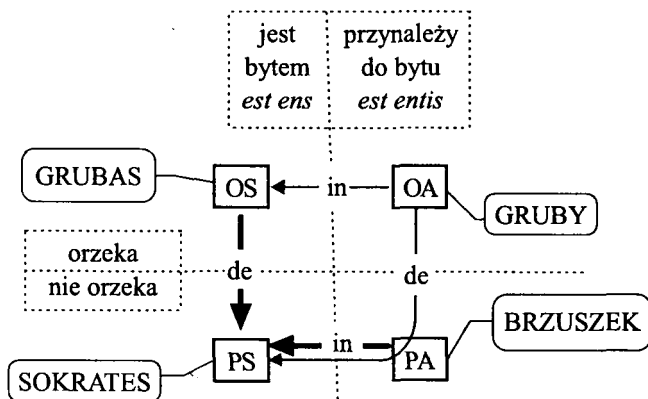 jest
bytem
est ens
przynależy
do bytu
est entis
GRUBAS
OS
in
OA
GRUBY
orzeka
nie orzeka
de
de
BRZUSZEK
PS
in
PA
SOKRATES